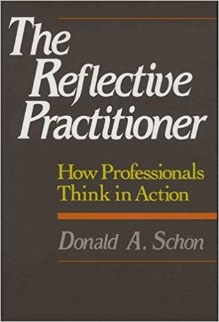 The
Reflective
Practitioner
How Professionals
Think in Action
Donald A. Schön